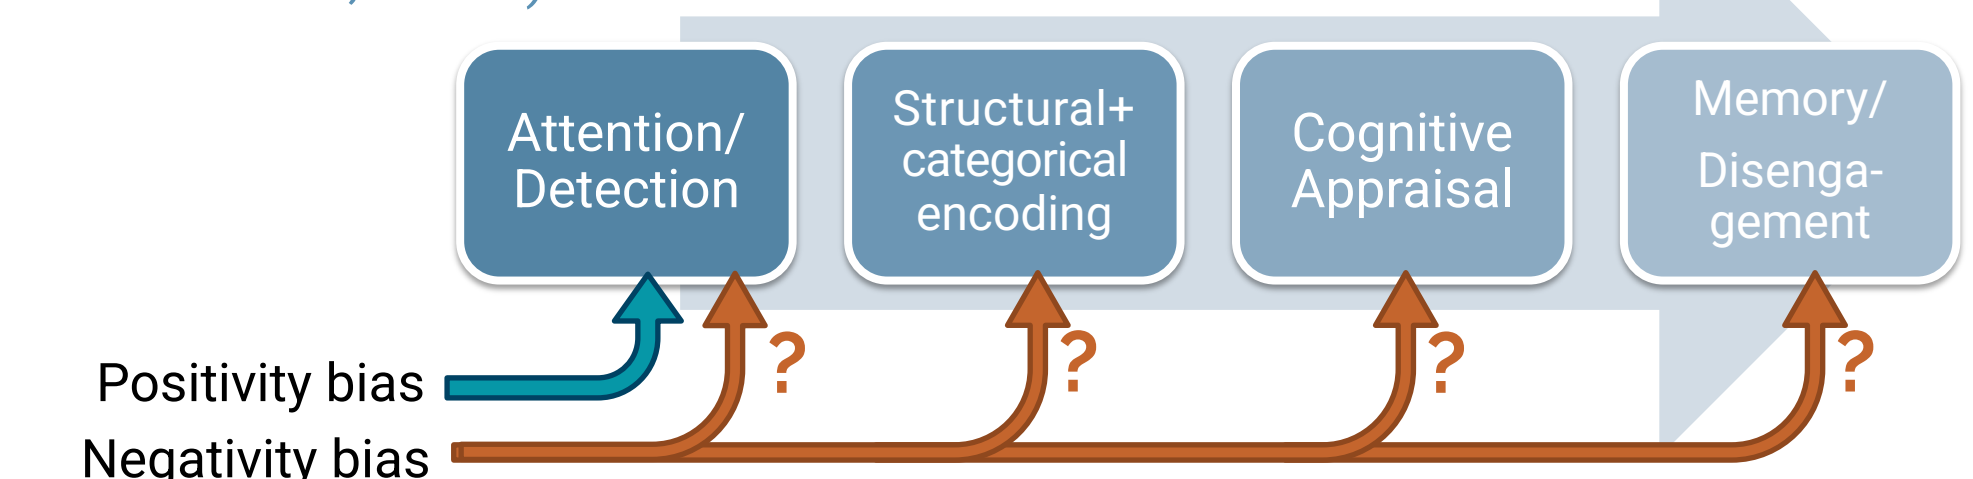 Attention/
Detection
Structural+
categorical
encoding
Cognitive
Appraisal
Memory/
Disenga-
gement
?
?
?
?
Positivity bias
Negativity bias